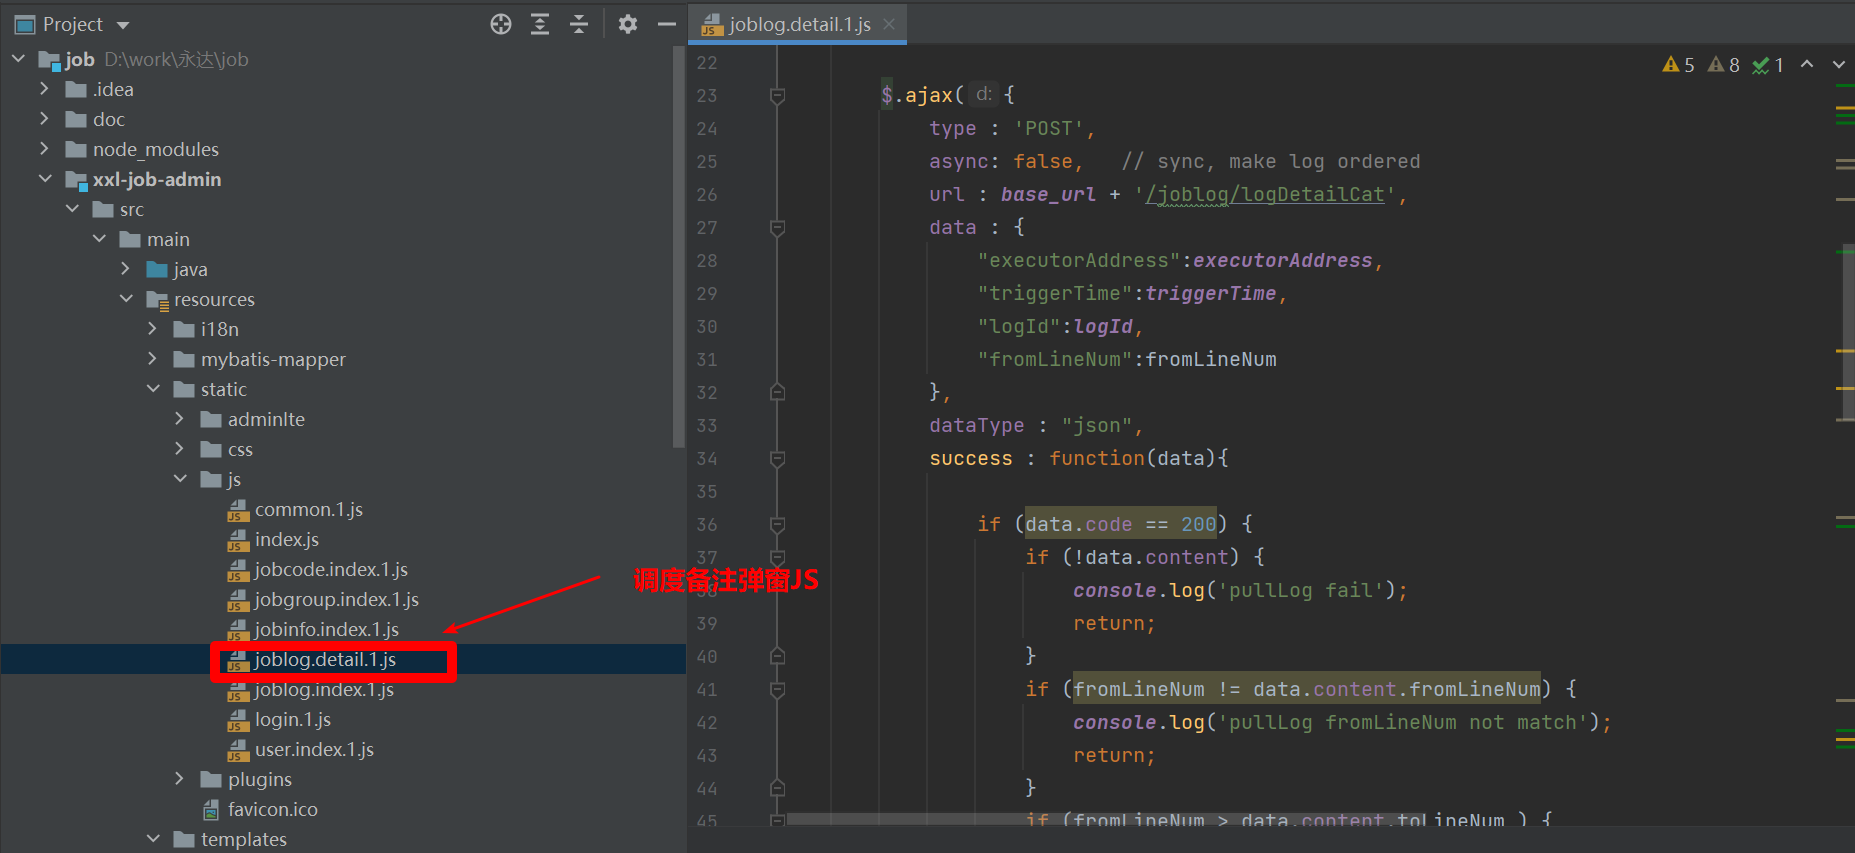 Project
job D:\work\永达\job
.idea
doc
node_modules
xxl-job-admin
src
main
java
resources
i18n
mybatis-mapper
static
adminlte
css
js
common.1.js
index.js
jobcode.index.1.js
jobgroup.index.1.js
jobinfo.index.1.js
joblog.detail.1.js
joblog.index.1.js
login.1.js
user.index.1.js
plugins
favicon.ico
templates
调度备注弹窗JS
joblog.detail.1.js
5 8 1
22
23 $.ajax( d: {
24 type : 'POST',
25 async: false, // sync, make log ordered
26 url : base_url + '/joblog/logDetailCat',
27 data : {
28 "executorAddress":executorAddress,
29 "triggerTime":triggerTime,
30 "logId":logId,
31 "fromLineNum":fromLineNum
32 },
33 dataType : "json",
34 success : function(data){
35
36 if (data.code == 200) {
37 if (!data.content) {
38 console.log('pullLog fail');
39 return;
40 }
41 if (fromLineNum != data.content.fromLineNum) {
42 console.log('pullLog fromLineNum not match');
43 return;
44 }
45 if (fromLineNum > data.content.toLineNum ) {